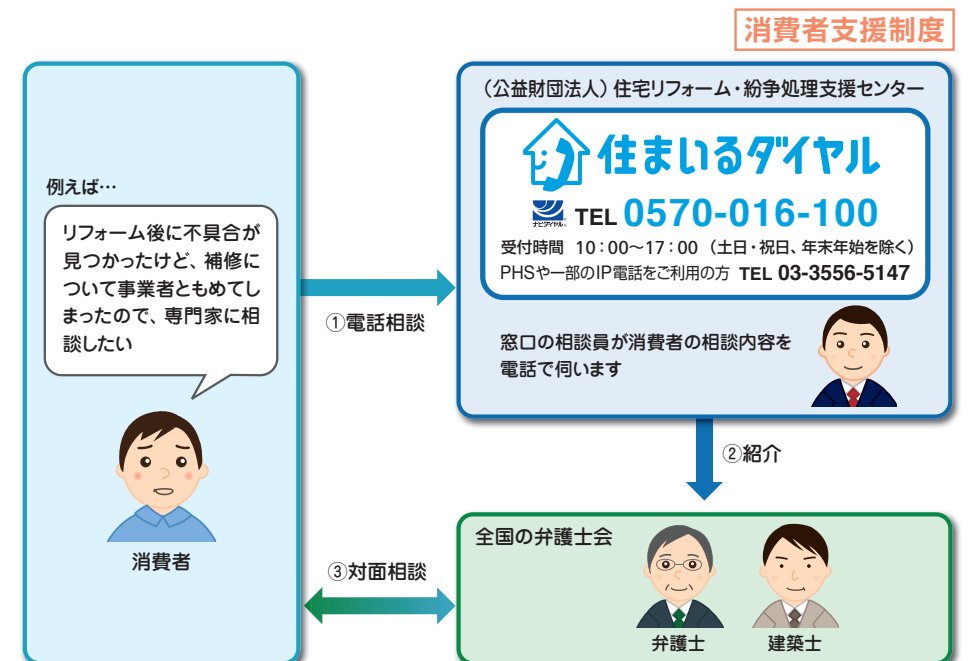 消費者支援制度
例えば…
リフォーム後に不具合が
見つかったけど、補修に
ついて事業者ともめてし
まったので、専門家に相
談したい
消費者
①電話相談
（公益財団法人）住宅リフォーム・紛争処理支援センター
住まいるダイヤル
ナビダイヤル®
TEL 0570-016-100
受付時間 10：00～17：00 （土日・祝日、年末年始を除く）
PHSや一部のIP電話をご利用の方 TEL 03-3556-5147
窓口の相談員が消費者の相談内容を
電話で伺います
②紹介
③対面相談
全国の弁護士会
弁護士
建築士